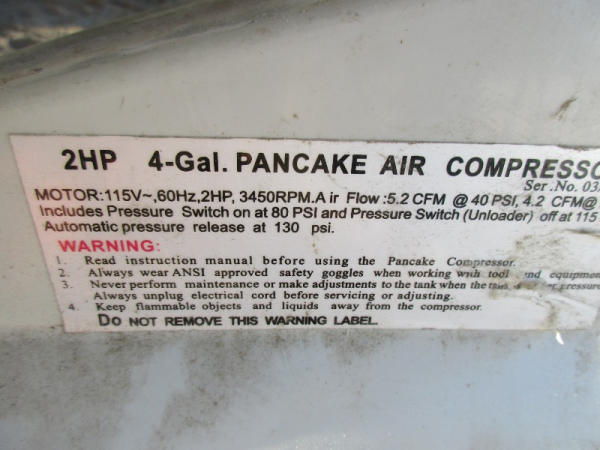 2HP 4-Gal. PANCAKE AIR COMPRESSO
Ser.No. 03
MOTOR:115V~,60Hz,2HP, 3450RPM.A ir Flow :5.2 CFM @ 40 PSI, 4.2 CFM@
Includes Pressure Switch on at 80 PSI and Pressure Switch (Unloader) off at 115
Automatic pressure release at 130 psi.
WARNING:
1. Read instruction manual before using the Pancake Compressor.
2. Always wear ANSI approved safety goggles when working with tool and equipmen
3. Never perform maintenance or make adjustments to the tank when the pressure
. Always unplug electrical cord before servicing or adjusting.
4. Keep flammable objects and liquids away from the compressor.
DO NOT REMOVE THIS WARNING LABEL.